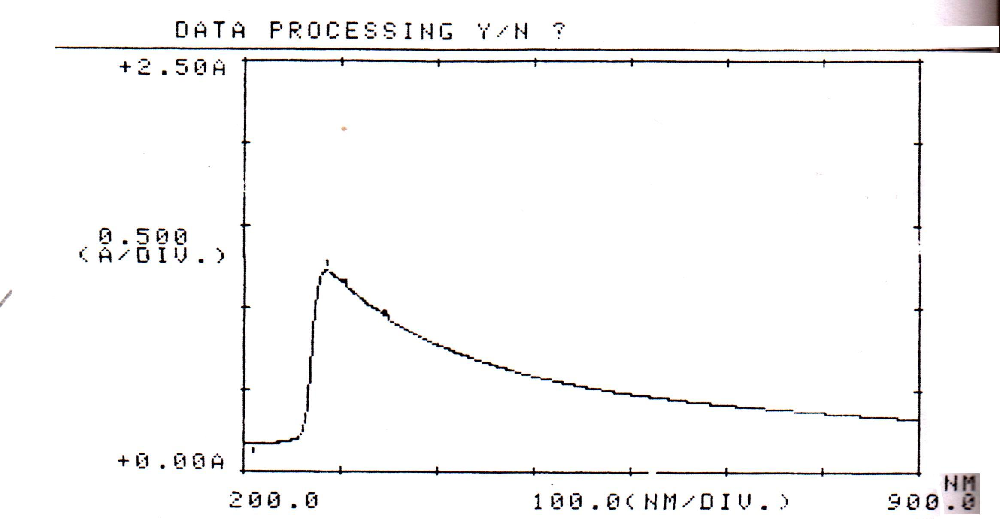 DATA PROCESSING Y/N ?
+2.50A
0.500
(A/DIV.)
+0.00A
NM
200.0 100.0(NM/DIV.) 900.0